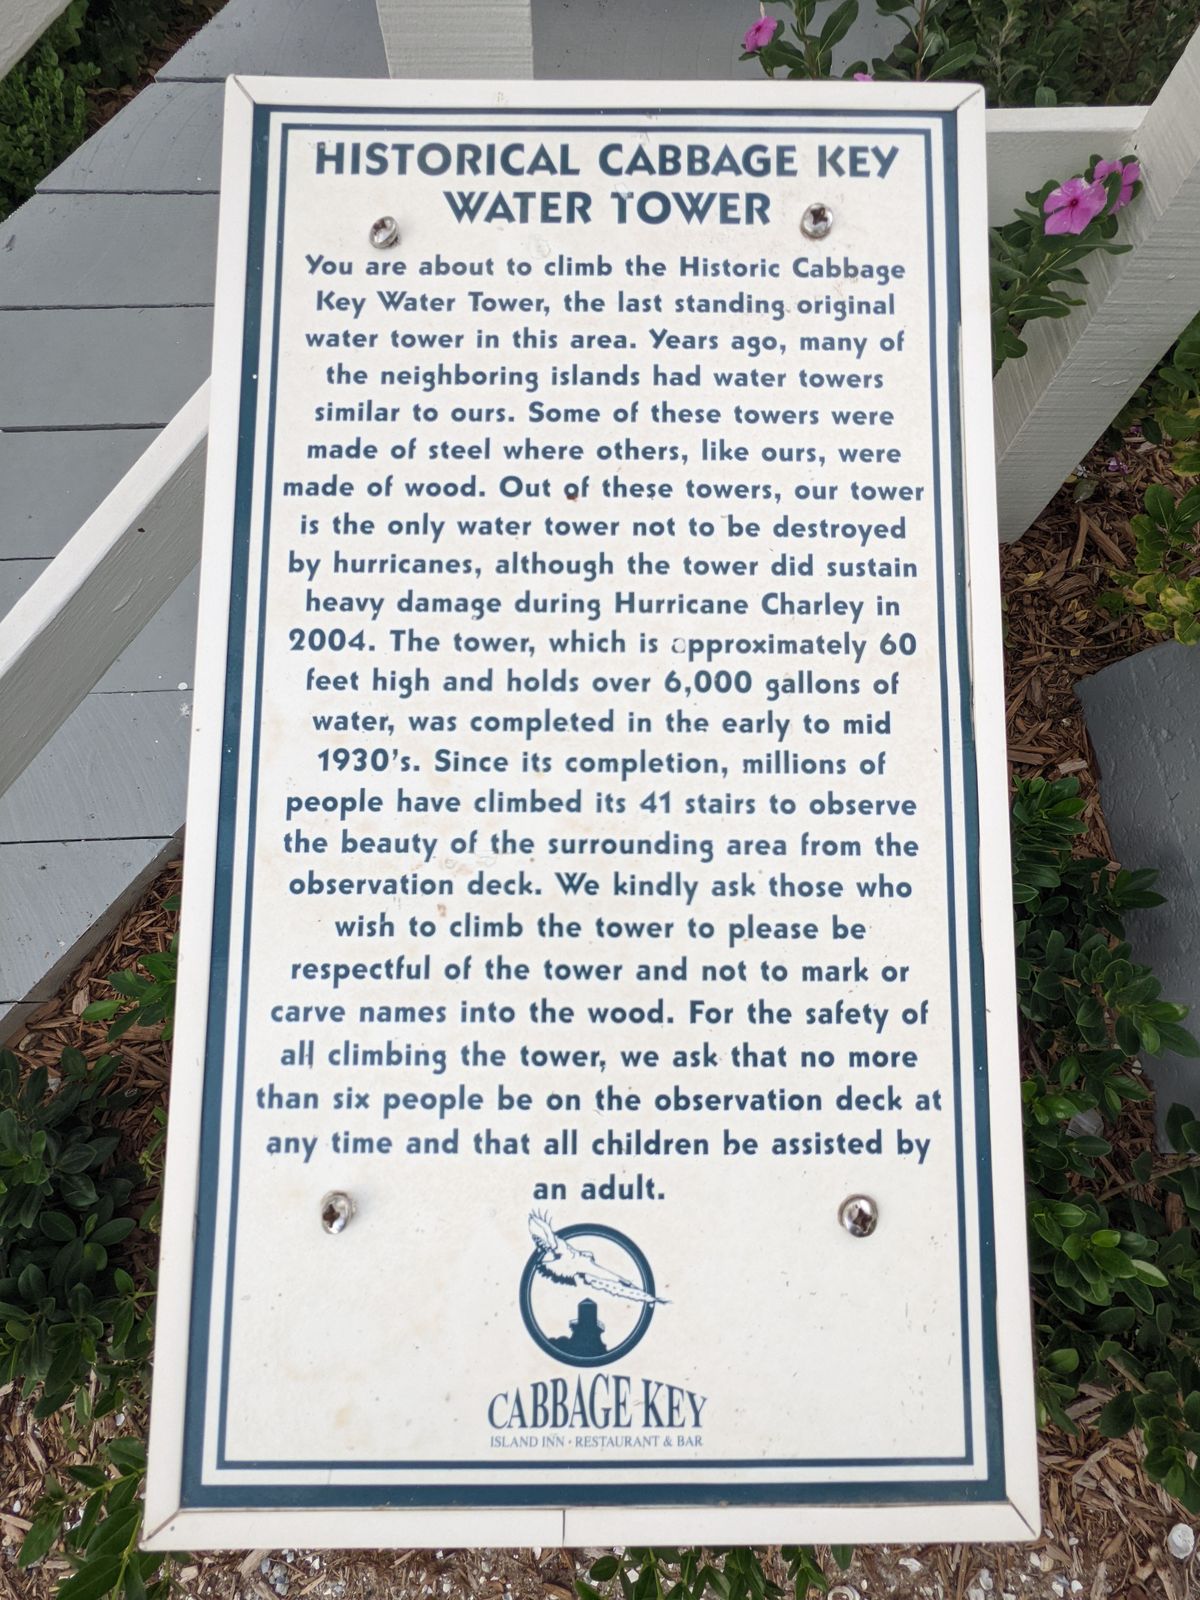 HISTORICAL CABBAGE KEY
WATER TOWER
You are about to climb the Historic Cabbage
Key Water Tower, the last standing original
water tower in this area. Years ago, many of
the neighboring islands had water towers
similar to ours. Some of these towers were
made of steel where others, like ours, were
made of wood. Out of these towers, our tower
is the only water tower not to be destroyed
by hurricanes, although the tower did sustain
heavy damage during Hurricane Charley in
2004. The tower, which is approximately 60
feet high and holds over 6,000 gallons of
water, was completed in the early to mid
1930's. Since its completion, millions of
people have climbed its 41 stairs to observe
the beauty of the surrounding area from the
observation deck. We kindly ask those who
wish to climb the tower to please be
respectful of the tower and not to mark or
carve names into the wood. For the safety of
all climbing the tower, we ask that no more
than six people be on the observation deck at
any time and that all children be assisted by
an adult.
CABBAGE KEY
ISLAND INN • RESTAURANT & BAR